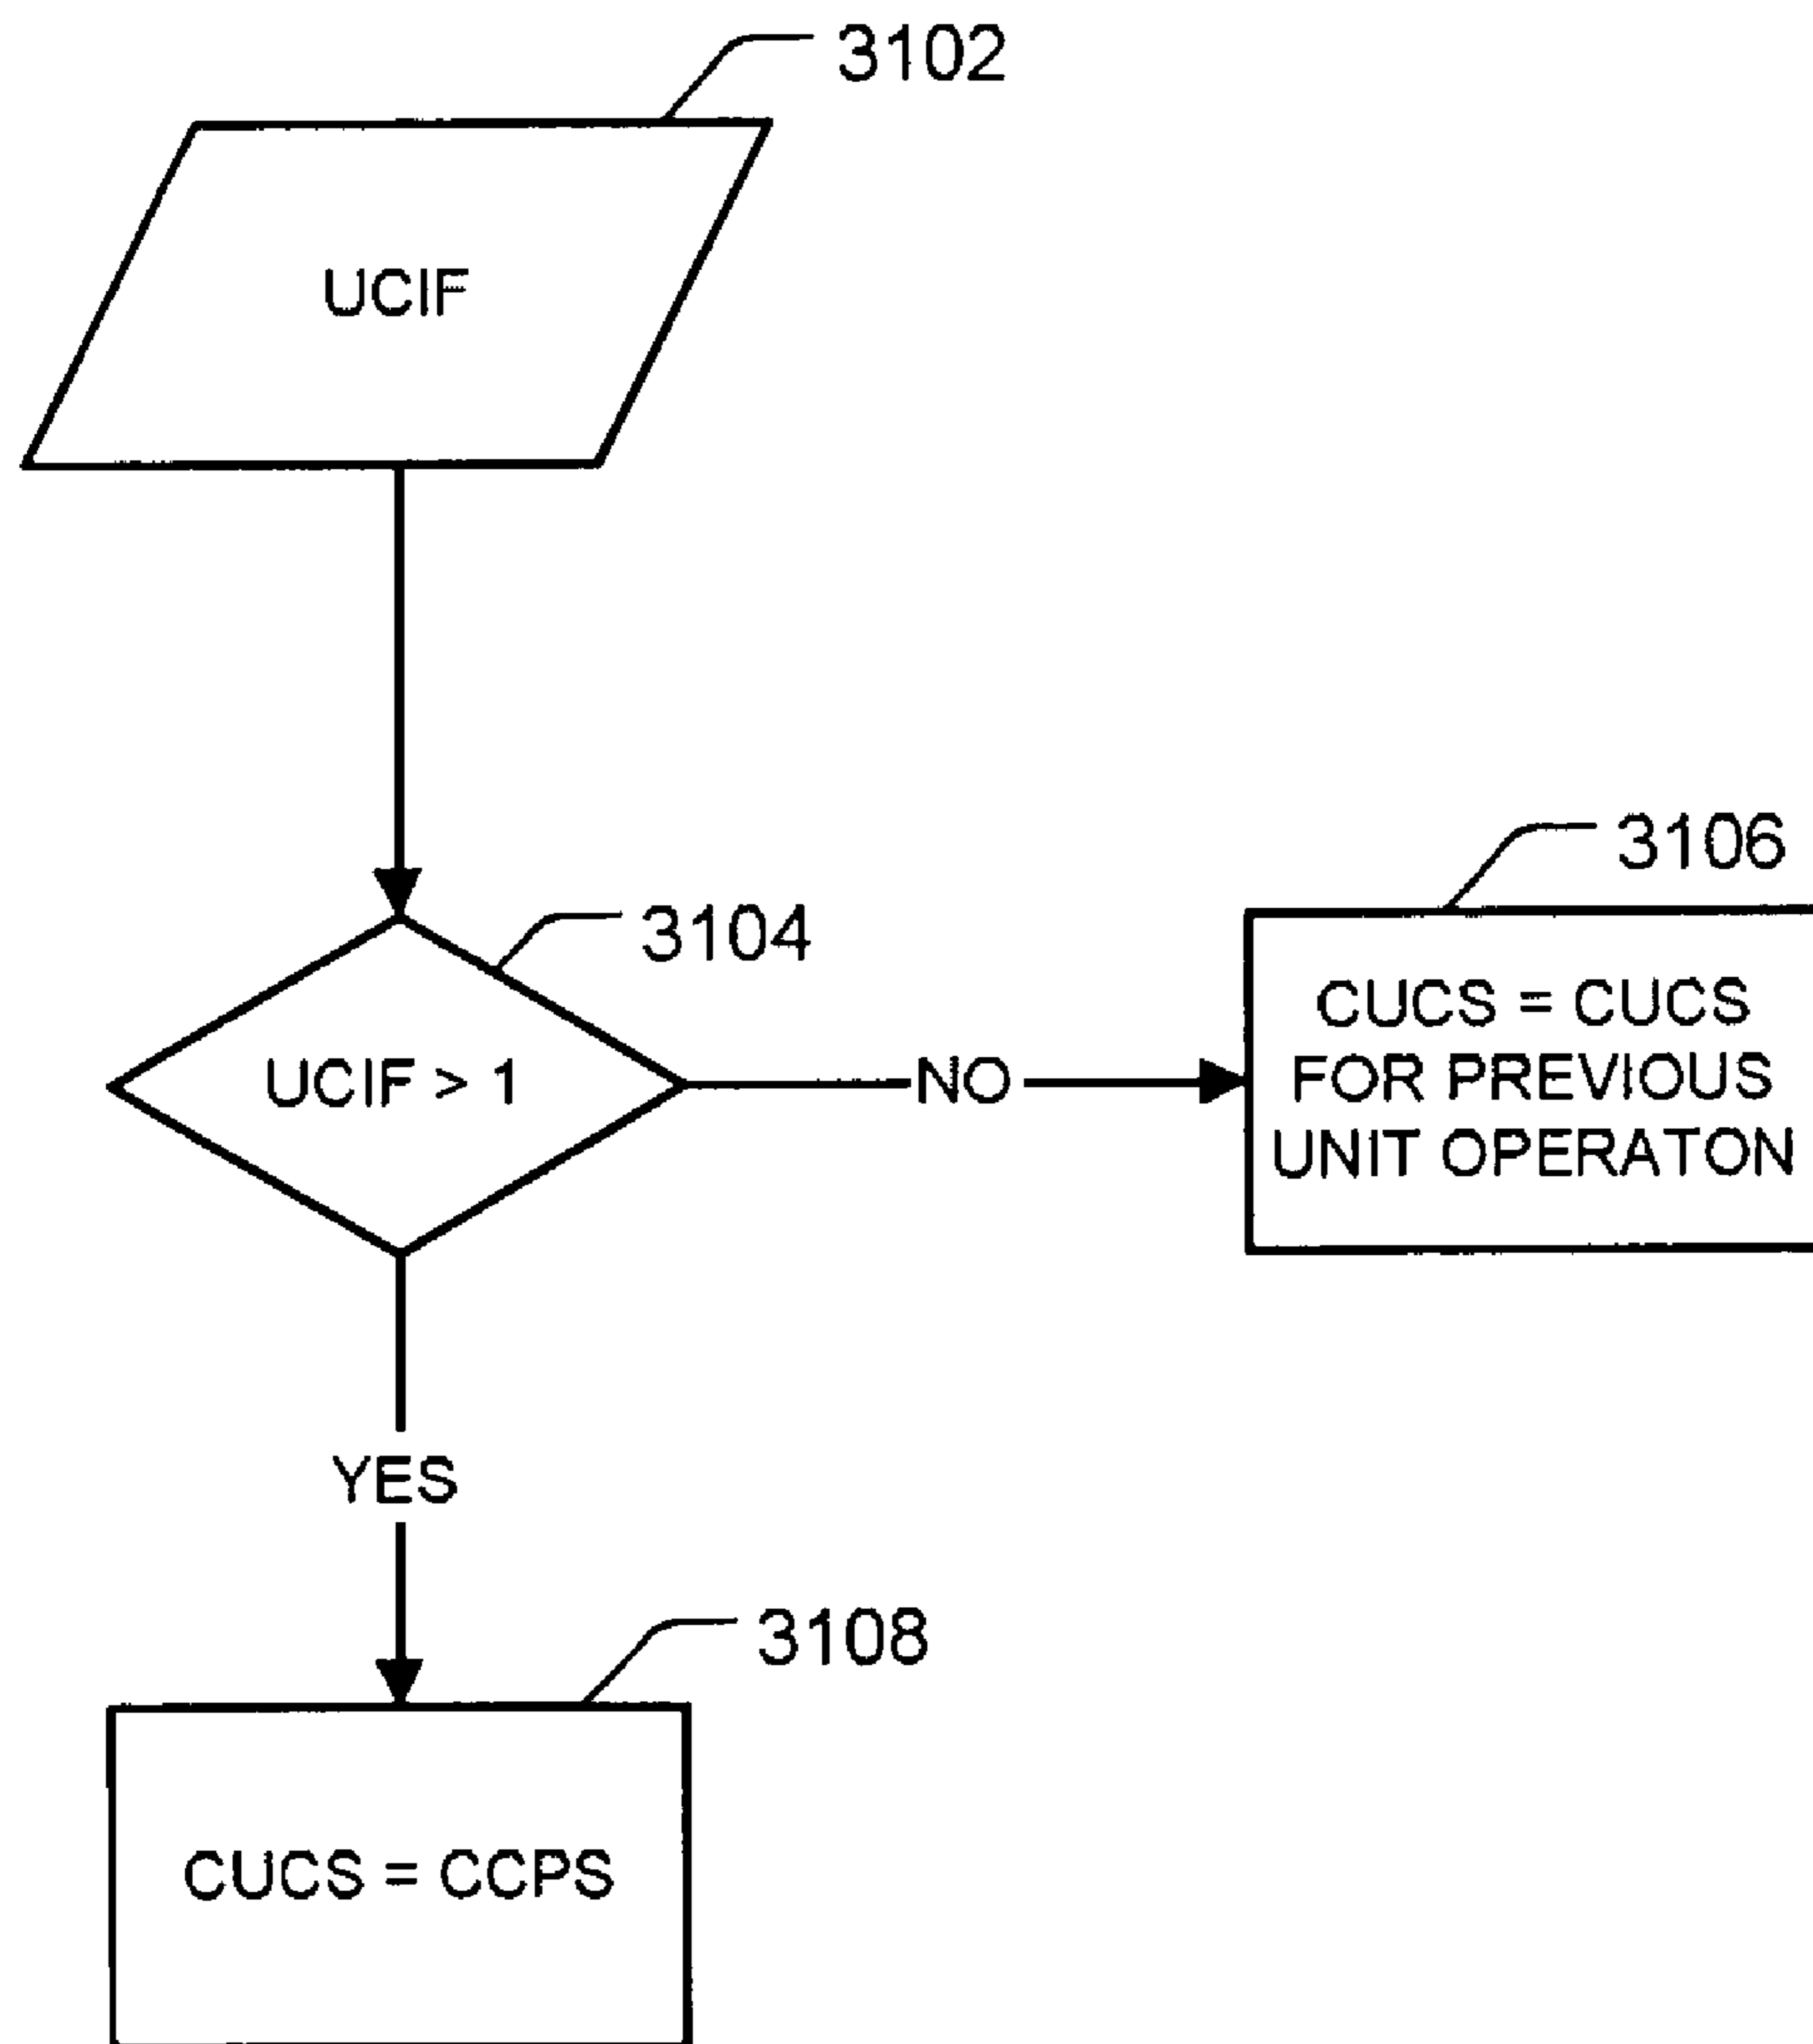 3102
UCIF
3104
UCIF > 1
NO
3106
CUCS = CUCS
FOR PREVIOUS
UNIT OPERATON
YES
3108
CUCS = CCPS